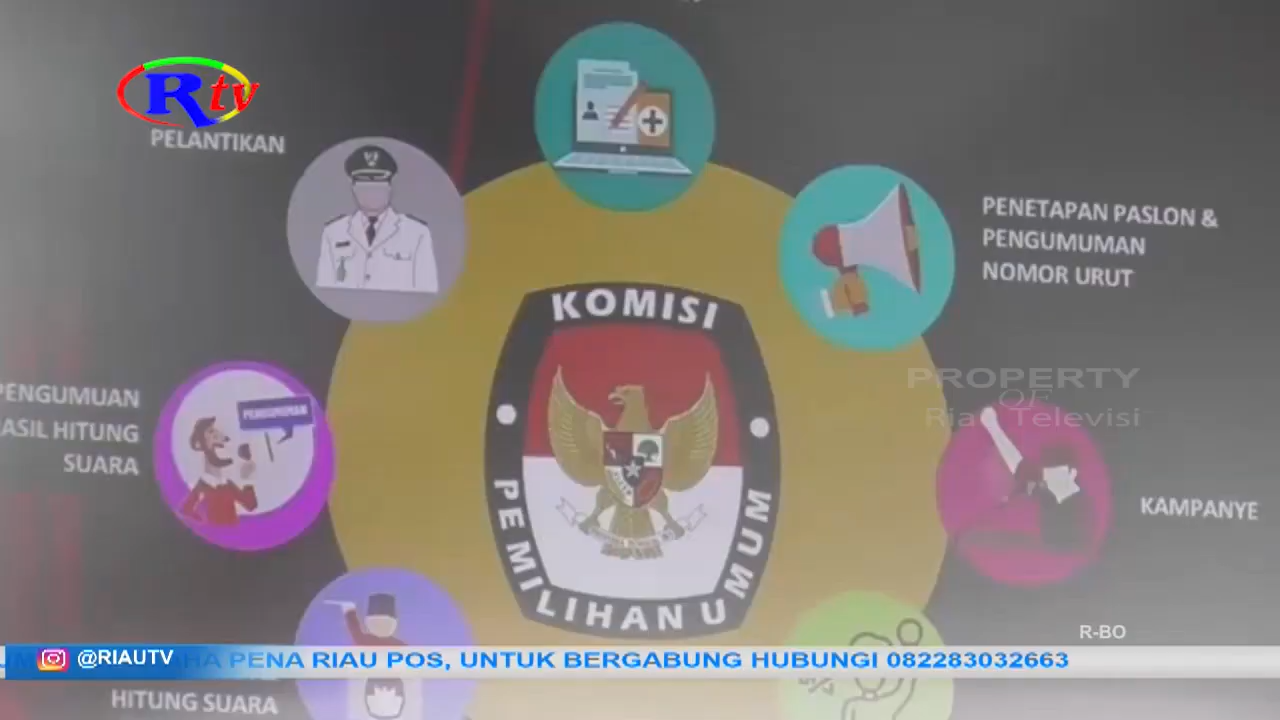 Rtv
PELANTIKAN
PENETAPAN PASLON &
PENGUMUMAN
NOMOR URUT
KOMISI
PEMILIHAN UMUM
PROPERTY
OF
Riau Televisi
PENGUMUAN
ASIL HITUNG
SUARA
PENGUMUMAN
KAMPANYE
R-BO
@RIAUTV
HA PENA RIAU POS, UNTUK BERGABUNG HUBUNGI 082283032663
HITUNG SUARA